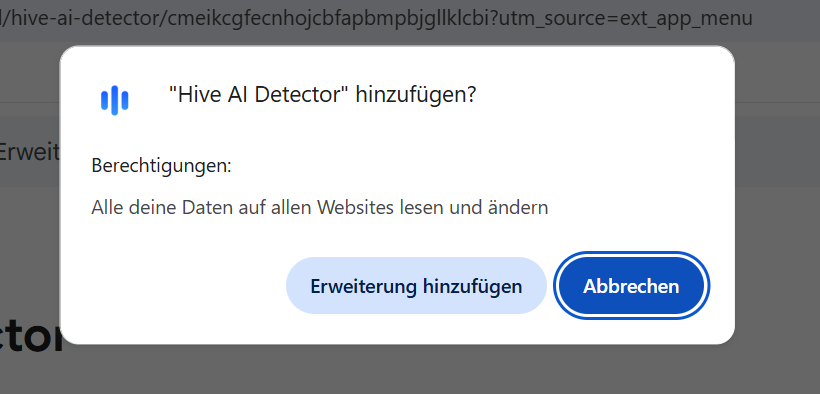 l/hive-ai-detector/cmeikcgfecnhojcbfapbmpbjgllklcbi?utm_source=ext_app_menu
"Hive AI Detector" hinzufügen?
Erweit
Berechtigungen:
Alle deine Daten auf allen Websites lesen und ändern
Erweiterung hinzufügen
Abbrechen
ctor